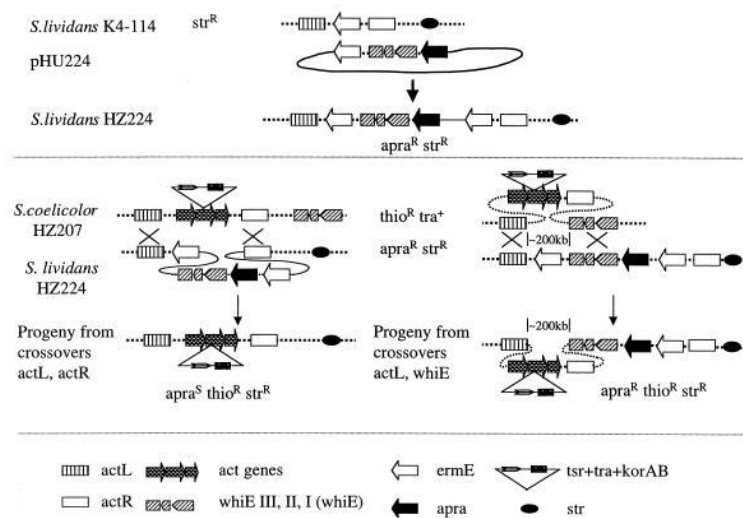 S.lividans K4-114 str^R
pHU224
S.lividans HZ224
apra^R str^R
S.coelicolor
HZ207
S. lividans
HZ224
Progeny from
crossovers
actL, actR
apra^S thio^R str^R
thio^R tra^+
apra^R str^R
|~200kb|
Progeny from
crossovers
actL, whiE
|~200kb|
apra^R thio^R str^R
actL act genes ermE tsr+tra+korAB
actR whiE III, II, I (whiE) apra str